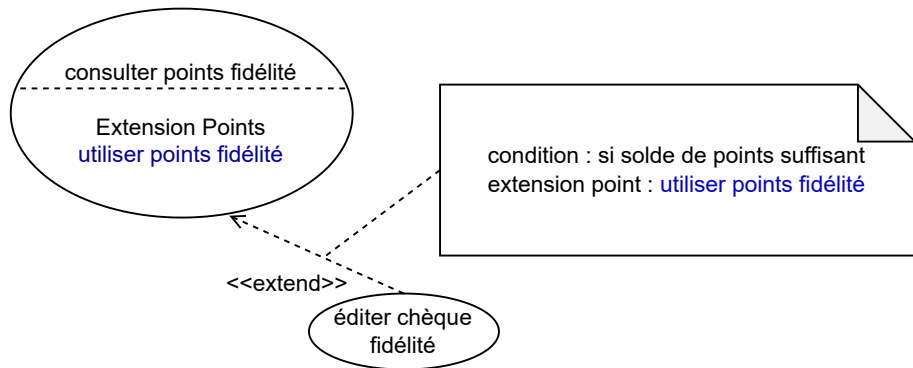 consulter points fidélité
Extension Points
utiliser points fidélité
condition : si solde de points suffisant
extension point : utiliser points fidélité
<<extend>>
éditer chèque
fidélité